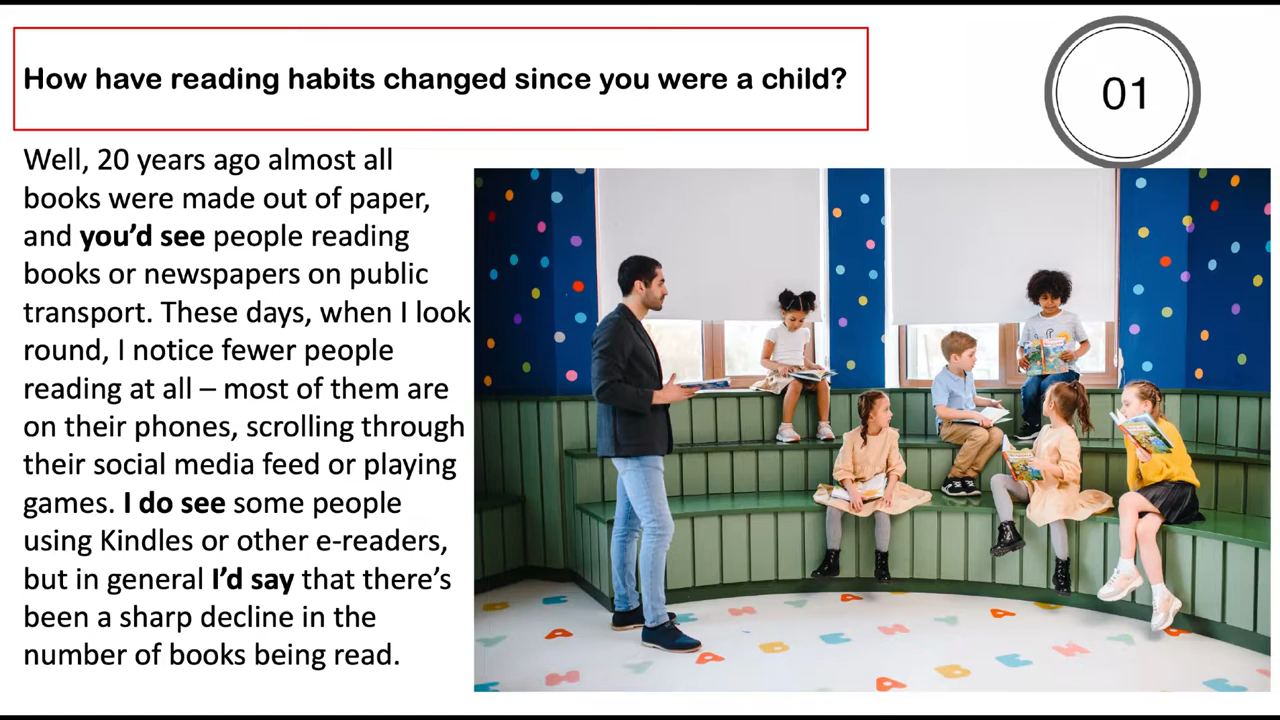 How have reading habits changed since you were a child?
01
Well, 20 years ago almost all
books were made out of paper,
and you’d see people reading
books or newspapers on public
transport. These days, when I look
round, I notice fewer people
reading at all – most of them are
on their phones, scrolling through
their social media feed or playing
games. I do see some people
using Kindles or other e-readers,
but in general I’d say that there’s
been a sharp decline in the
number of books being read.